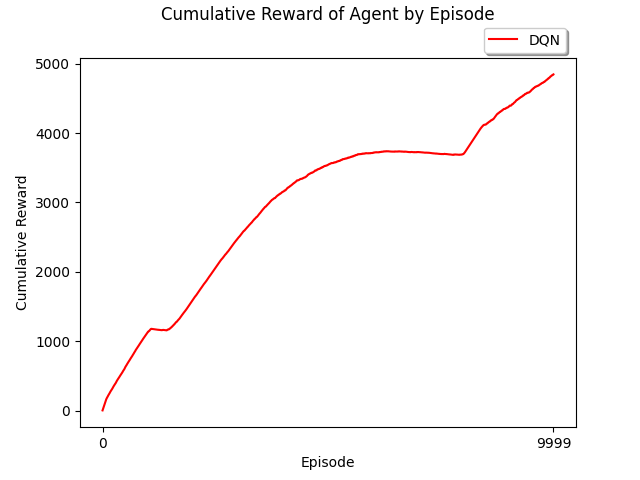 Cumulative Reward of Agent by Episode
DQN
5000
4000
3000
2000
1000
0
Cumulative Reward
0
9999
Episode